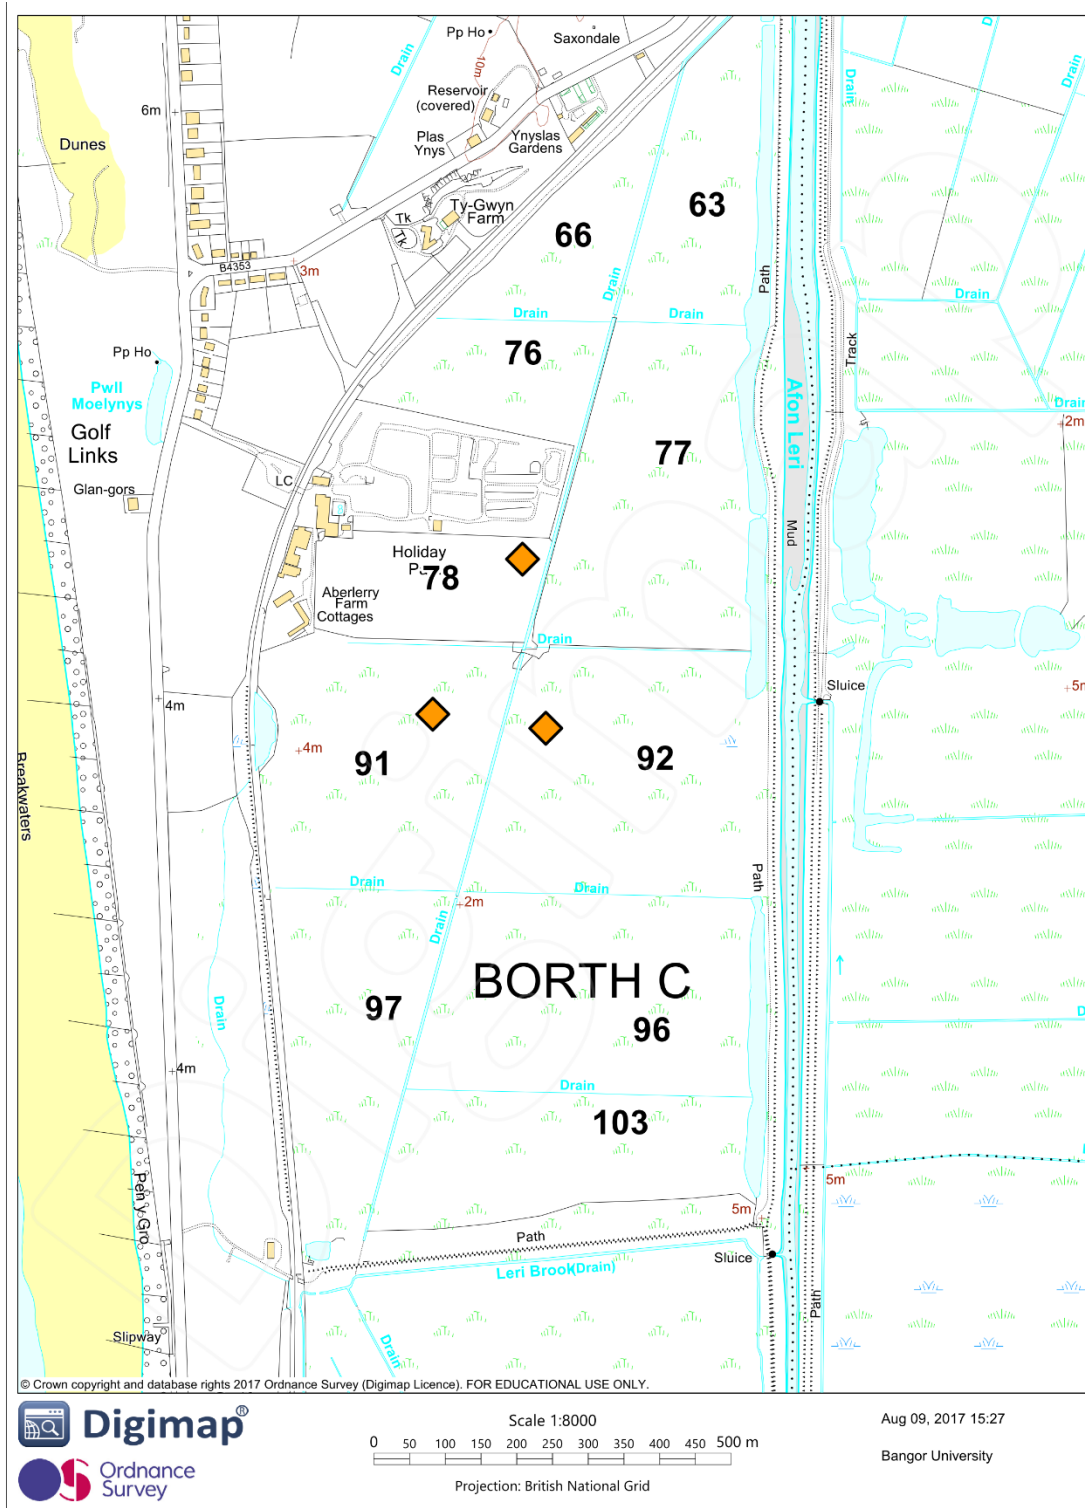 Pp Ho
Saxondale
Drain
Drain
Drain
Drain
10m
Reservoir
(covered)
6m
Plas
Ynys
Ynyslas
Gardens
Dunes
Tk
Tk
Ty-Gwyn
Farm
63
66
B4353
3m
Path
Drain
Drain
Drain
Drain
Drain
76
Track
Pp Ho
Pwll
Moelynys
Afon Leri
2m
Golf
Links
77
LC
Glan-gors
Mud
Holiday
78
Aberlerry
Farm
Cottages
Drain
Sluice
5m
4m
4m
91
92
Breakwaters
Path
Drain
Drain
Drain
2m
BORTH C
97
96
Drain
4m
Drain
103
Pen y Gro
5m
5m
Path
Sluice
Leri Brook
(Drain)
Path
Slipway
Drain
© Crown copyright and database rights 2017 Ordnance Survey (Digimap Licence). FOR EDUCATIONAL USE ONLY.
Digimap®
Scale 1:8000
Aug 09, 2017 15:27
0 50 100 150 200 250 300 350 400 450 500 m
Bangor University
Ordnance
Survey
Projection: British National Grid